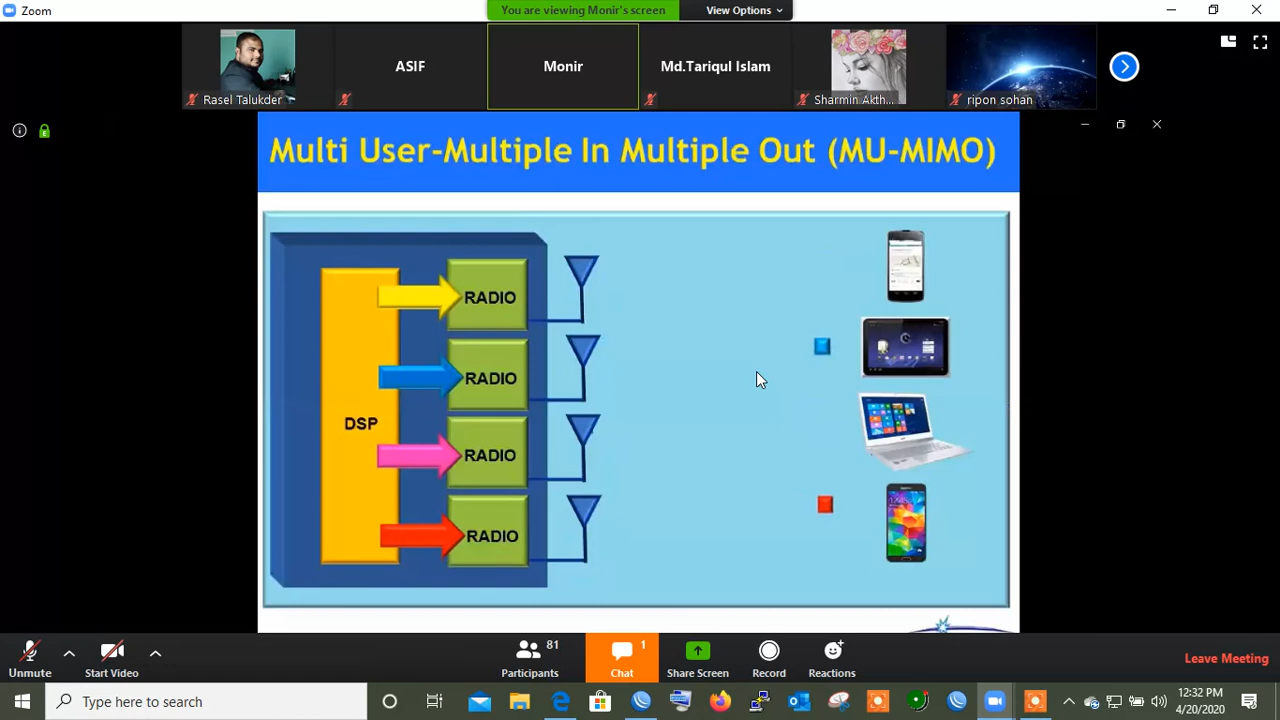 Zoom
You are viewing Monir's screen
View Options
Rasel Talukder
ASIF
Monir
Md.Tariqul Islam
Sharmin Akth...
ripon sohan
Multi User-Multiple In Multiple Out (MU-MIMO)
RADIO
RADIO
DSP
RADIO
RADIO
Unmute
Start Video
81
Participants
1
Chat
Share Screen
Record
Reactions
Leave Meeting
Type here to search
12:32 PM
4/20/2020